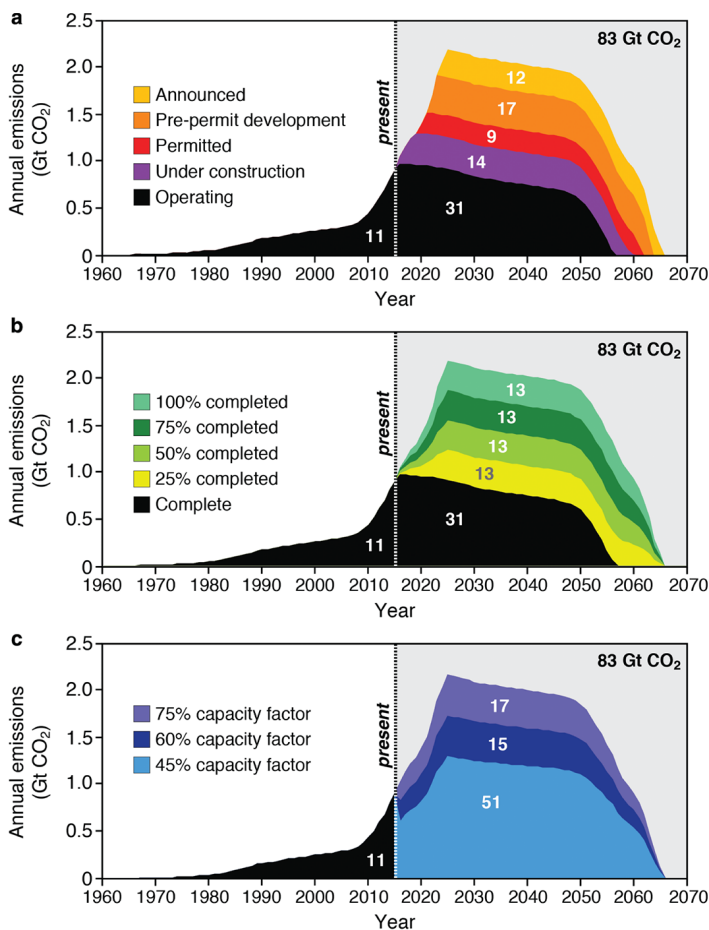 a
Annual emissions
(Gt CO₂)
2.5
2.0
1.5
1.0
0.5
0
83 Gt CO₂
present
Announced
Pre-permit development
Permitted
Under construction
Operating
12
17
9
14
31
11
1960 1970 1980 1990 2000 2010 2020 2030 2040 2050 2060 2070
Year
b
Annual emissions
(Gt CO₂)
2.5
2.0
1.5
1.0
0.5
0
83 Gt CO₂
present
100% completed
75% completed
50% completed
25% completed
Complete
13
13
13
13
31
11
1960 1970 1980 1990 2000 2010 2020 2030 2040 2050 2060 2070
Year
c
Annual emissions
(Gt CO₂)
2.5
2.0
1.5
1.0
0.5
0
83 Gt CO₂
present
75% capacity factor
60% capacity factor
45% capacity factor
17
15
51
11
1960 1970 1980 1990 2000 2010 2020 2030 2040 2050 2060 2070
Year